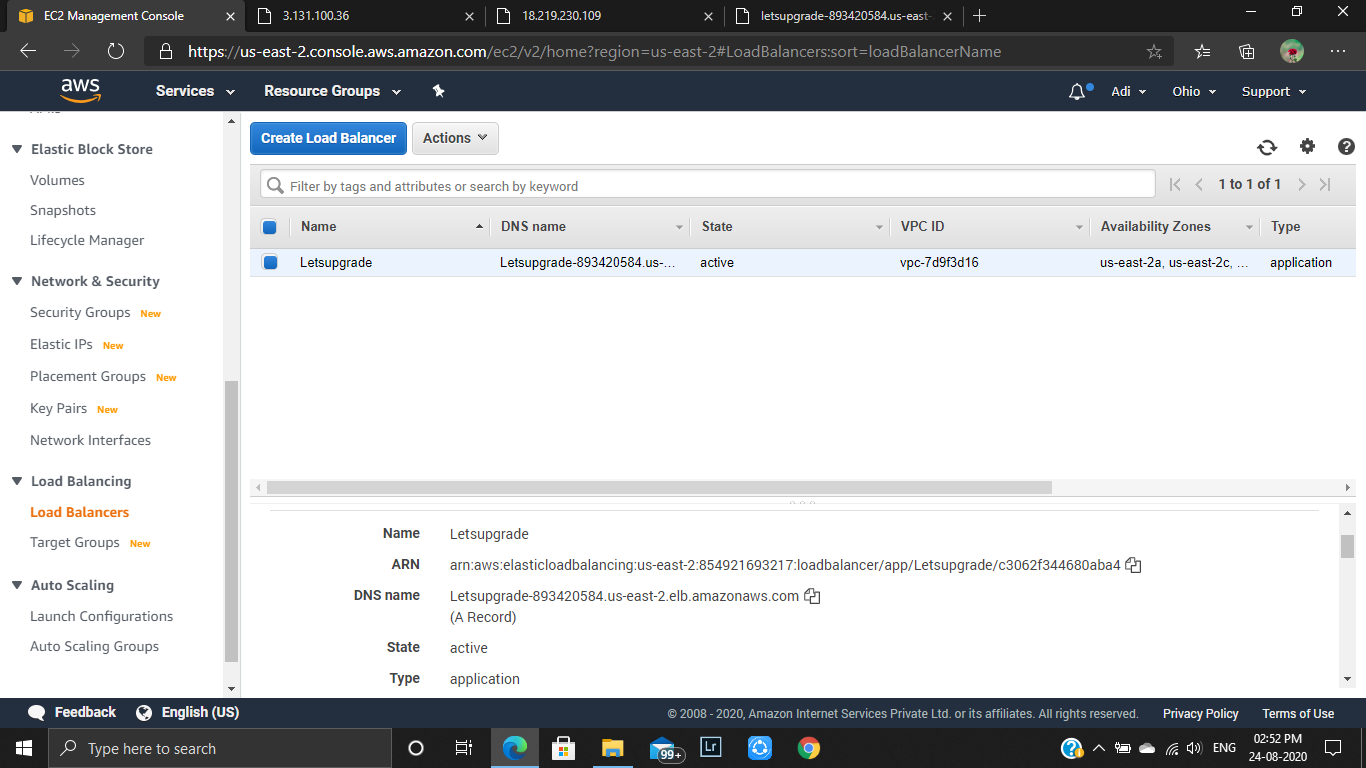 EC2 Management Console
3.131.100.36
18.219.230.109
letsupgrade-893420584.us-east-
https://us-east-2.console.aws.amazon.com/ec2/v2/home?region=us-east-2#LoadBalancers:sort=loadBalancerName
aws
Services
Resource Groups
Adi
Ohio
Support
Elastic Block Store
Volumes
Snapshots
Lifecycle Manager
Network & Security
Security Groups New
Elastic IPs New
Placement Groups New
Key Pairs New
Network Interfaces
Load Balancing
Load Balancers
Target Groups New
Auto Scaling
Launch Configurations
Auto Scaling Groups
Create Load Balancer
Actions
Filter by tags and attributes or search by keyword
1 to 1 of 1
Name DNS name State VPC ID Availability Zones Type
Letsupgrade Letsupgrade-893420584.us-... active vpc-7d9f3d16 us-east-2a, us-east-2c, ... application
Name Letsupgrade
ARN arn:aws:elasticloadbalancing:us-east-2:854921693217:loadbalancer/app/Letsupgrade/c3062f344680aba4
DNS name Letsupgrade-893420584.us-east-2.elb.amazonaws.com
(A Record)
State active
Type application
Feedback
English (US)
© 2008 - 2020, Amazon Internet Services Private Ltd. or its affiliates. All rights reserved.
Privacy Policy
Terms of Use
Type here to search
99+
Lr
ENG
02:52 PM
24-08-2020